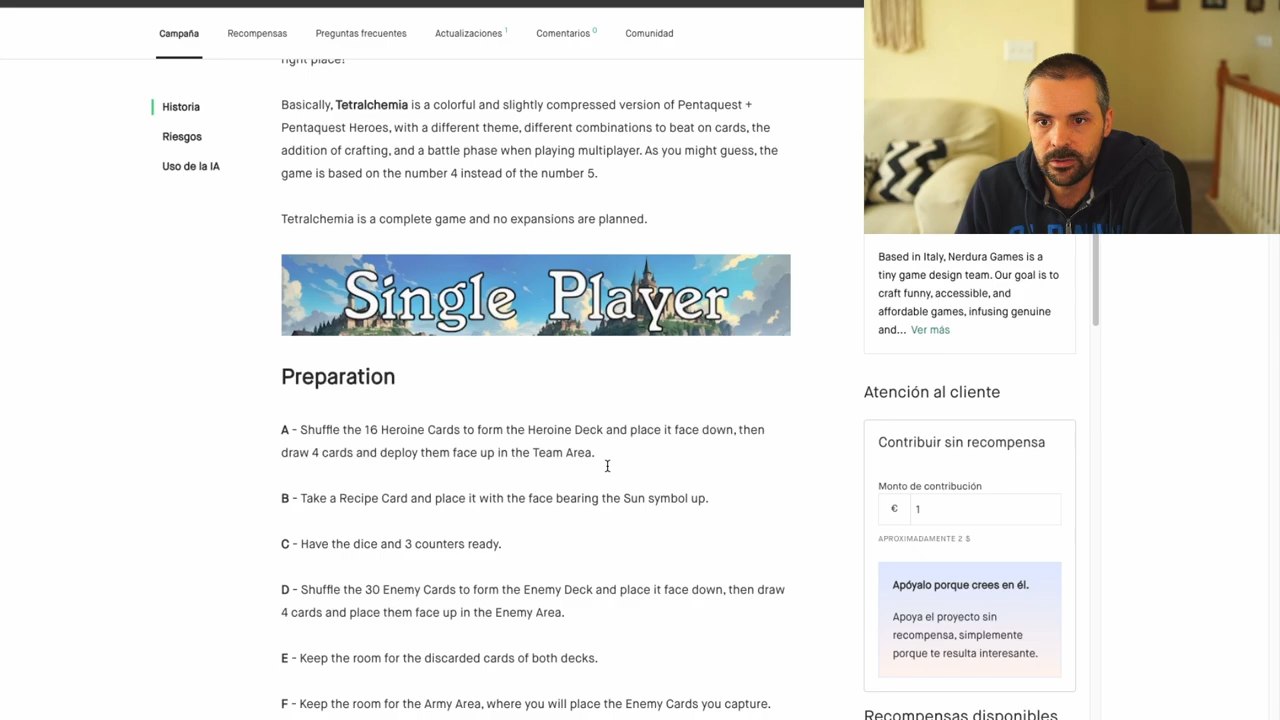 Campaña
Recompensas
Preguntas frecuentes
Actualizaciones 1
Comentarios 0
Comunidad
right place!
Historia
Riesgos
Uso de la IA
Basically, Tetralchemia is a colorful and slightly compressed version of Pentaquest +
Pentaquest Heroes, with a different theme, different combinations to beat on cards, the
addition of crafting, and a battle phase when playing multiplayer. As you might guess, the
game is based on the number 4 instead of the number 5.
Tetralchemia is a complete game and no expansions are planned.
Single Player
Preparation
A - Shuffle the 16 Heroine Cards to form the Heroine Deck and place it face down, then
draw 4 cards and deploy them face up in the Team Area.
B - Take a Recipe Card and place it with the face bearing the Sun symbol up.
C - Have the dice and 3 counters ready.
D - Shuffle the 30 Enemy Cards to form the Enemy Deck and place it face down, then draw
4 cards and place them face up in the Enemy Area.
E - Keep the room for the discarded cards of both decks.
F - Keep the room for the Army Area, where you will place the Enemy Cards you capture.
Based in Italy, Nerdura Games is a
tiny game design team. Our goal is to
craft funny, accessible, and
affordable games, infusing genuine
and... Ver más
Atención al cliente
Contribuir sin recompensa
Monto de contribución
€ 1
APROXIMADAMENTE 2 $
Apóyalo porque crees en él.
Apoya el proyecto sin
recompensa, simplemente
porque te resulta interesante.
Recompensas disponibles